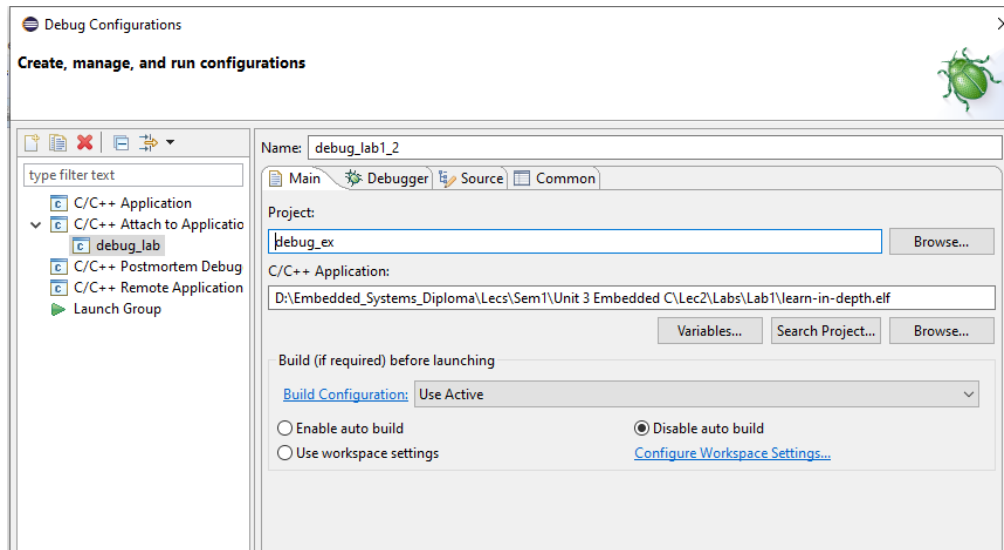 Debug Configurations
Create, manage, and run configurations
type filter text
C/C++ Application
C/C++ Attach to Applicatio
debug_lab
C/C++ Postmortem Debug
C/C++ Remote Application
Launch Group
Name: debug_lab1_2
Main Debugger Source Common
Project:
debug_ex Browse...
C/C++ Application:
D:\Embedded_Systems_Diploma\Lecs\Sem1\Unit 3 Embedded C\Lec2\Labs\Lab1\learn-in-depth.elf
Variables... Search Project... Browse...
Build (if required) before launching
Build Configuration: Use Active
Enable auto build Disable auto build
Use workspace settings Configure Workspace Settings...